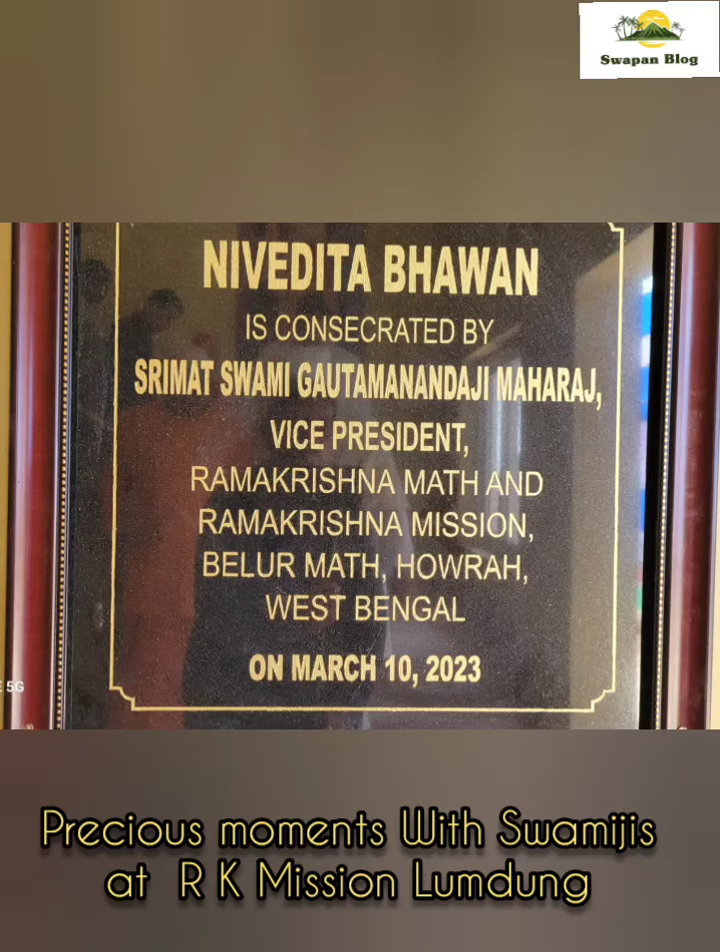 Swapan Blog
NIVEDITA BHAWAN
IS CONSECRATED BY
SRIMAT SWAMI GAUTAMANANDAJI MAHARAJ,
VICE PRESIDENT,
RAMAKRISHNA MATH AND
RAMAKRISHNA MISSION,
BELUR MATH, HOWRAH,
WEST BENGAL
ON MARCH 10, 2023
5G
Precious moments With Swamijis
at R K Mission Lumdung